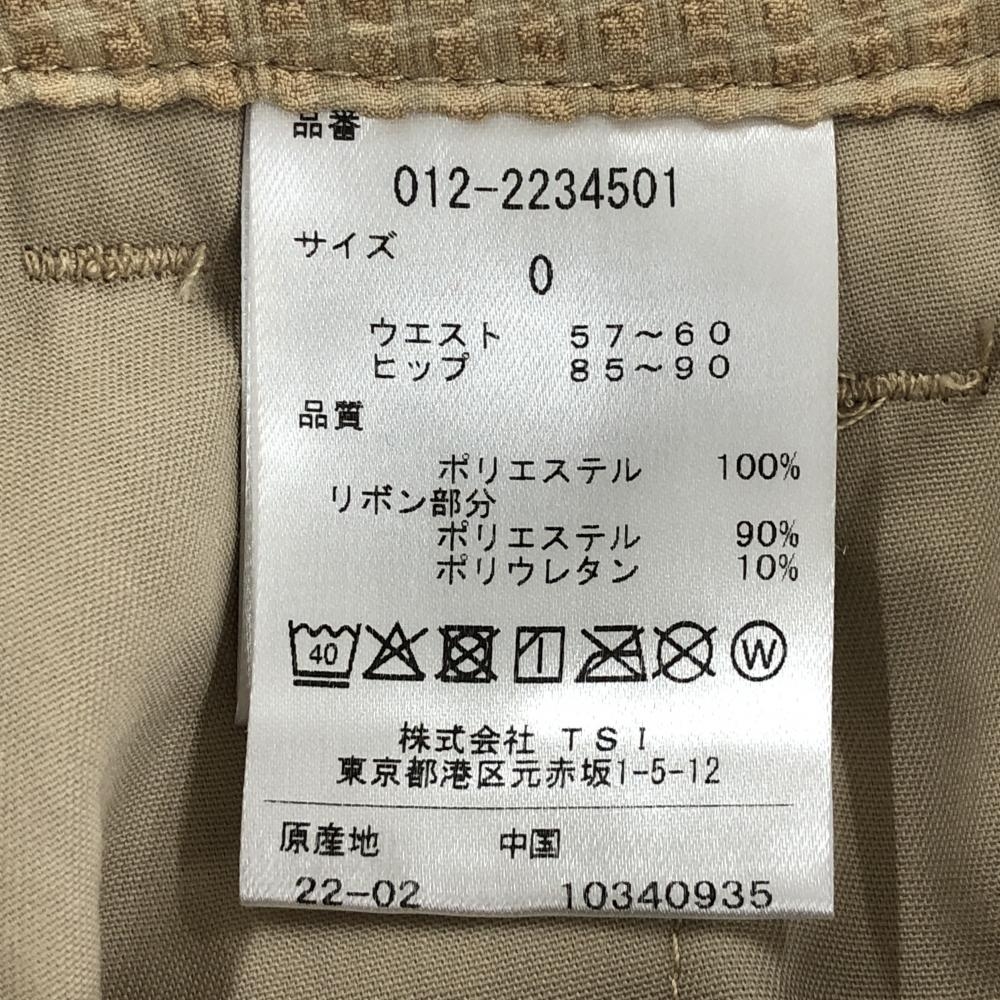 品番
012-2234501
サイズ
0
ウエスト 57~60
ヒップ 85~90
品質
ポリエステル 100%
リボン部分
ポリエステル 90%
ポリウレタン 10%
40 W
株式会社 TSI
東京都港区元赤坂1-5-12
原産地 中国
22-02 10340935